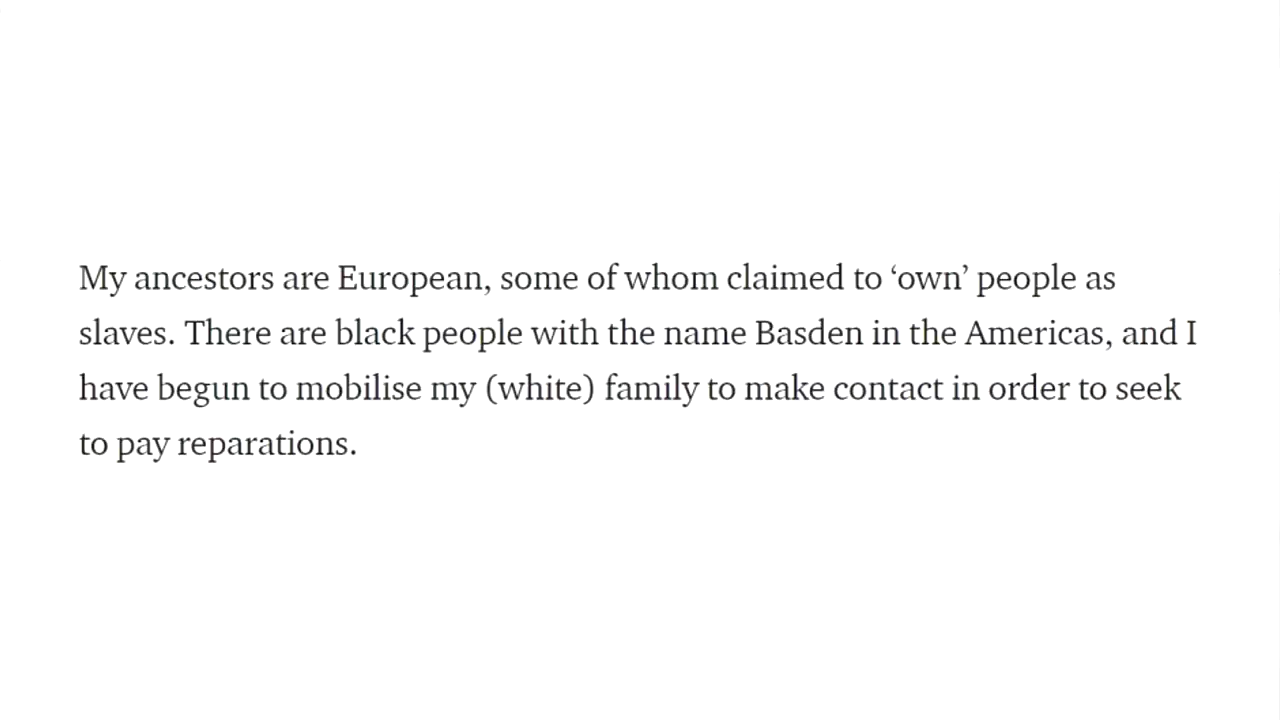 My ancestors are European, some of whom claimed to ‘own’ people as
slaves. There are black people with the name Basden in the Americas, and I
have begun to mobilise my (white) family to make contact in order to seek
to pay reparations.